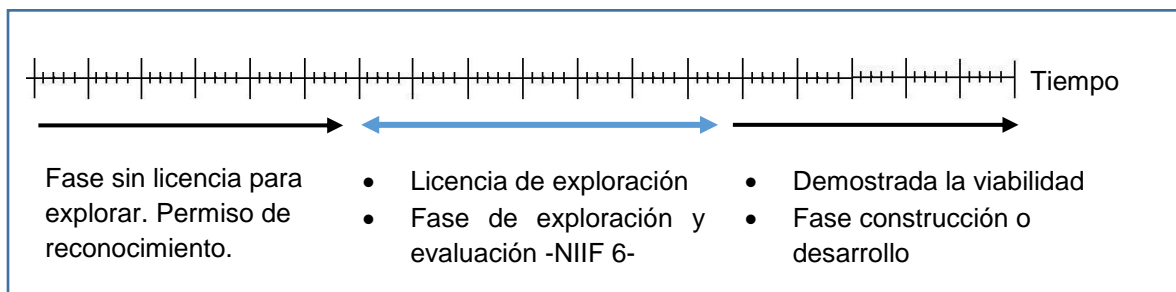 Tiempo
Fase sin licencia para
explorar. Permiso de
reconocimiento.
• Licencia de exploración
• Fase de exploración y
evaluación -NIIF 6-
• Demostrada la viabilidad
• Fase construcción o
desarrollo